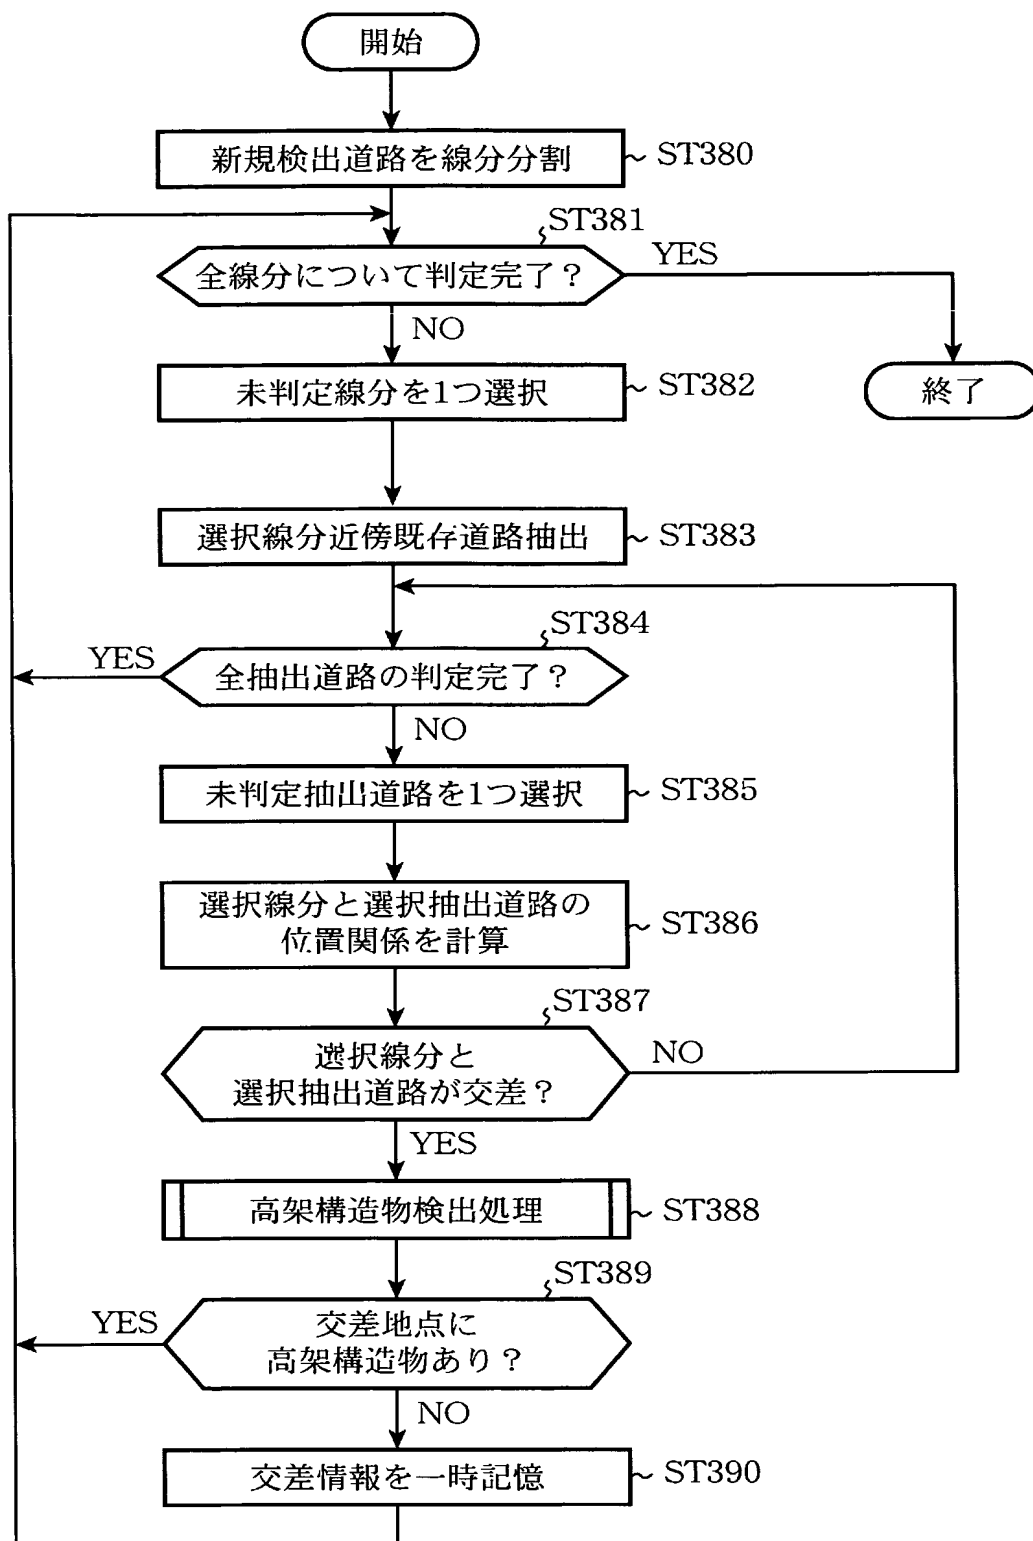 開始
新規検出道路を線分分割
ST380
ST381
全線分について判定完了？
YES
NO
未判定線分を1つ選択
ST382
終了
選択線分近傍既存道路抽出
ST383
ST384
YES
全抽出道路の判定完了？
NO
未判定抽出道路を1つ選択
ST385
選択線分と選択抽出道路の
位置関係を計算
ST386
ST387
選択線分と
選択抽出道路が交差？
NO
YES
高架構造物検出処理
ST388
ST389
YES
交差地点に
高架構造物あり？
NO
交差情報を一時記憶
ST390